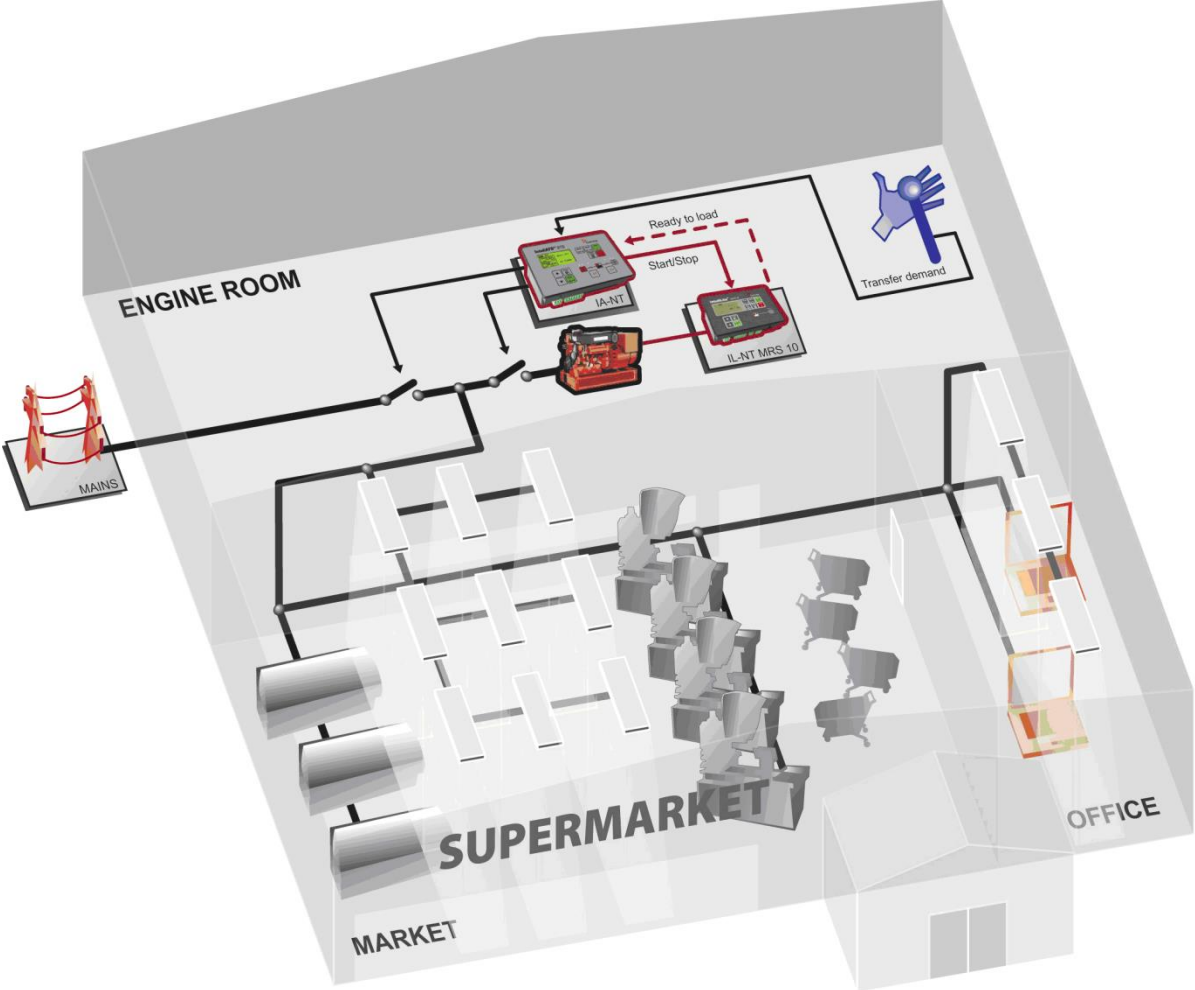 Ready to load
Start/Stop
Transfer demand
ENGINE ROOM
IA-NT
IL-NT MRS 10
MAINS
SUPERMARKET
OFFICE
MARKET